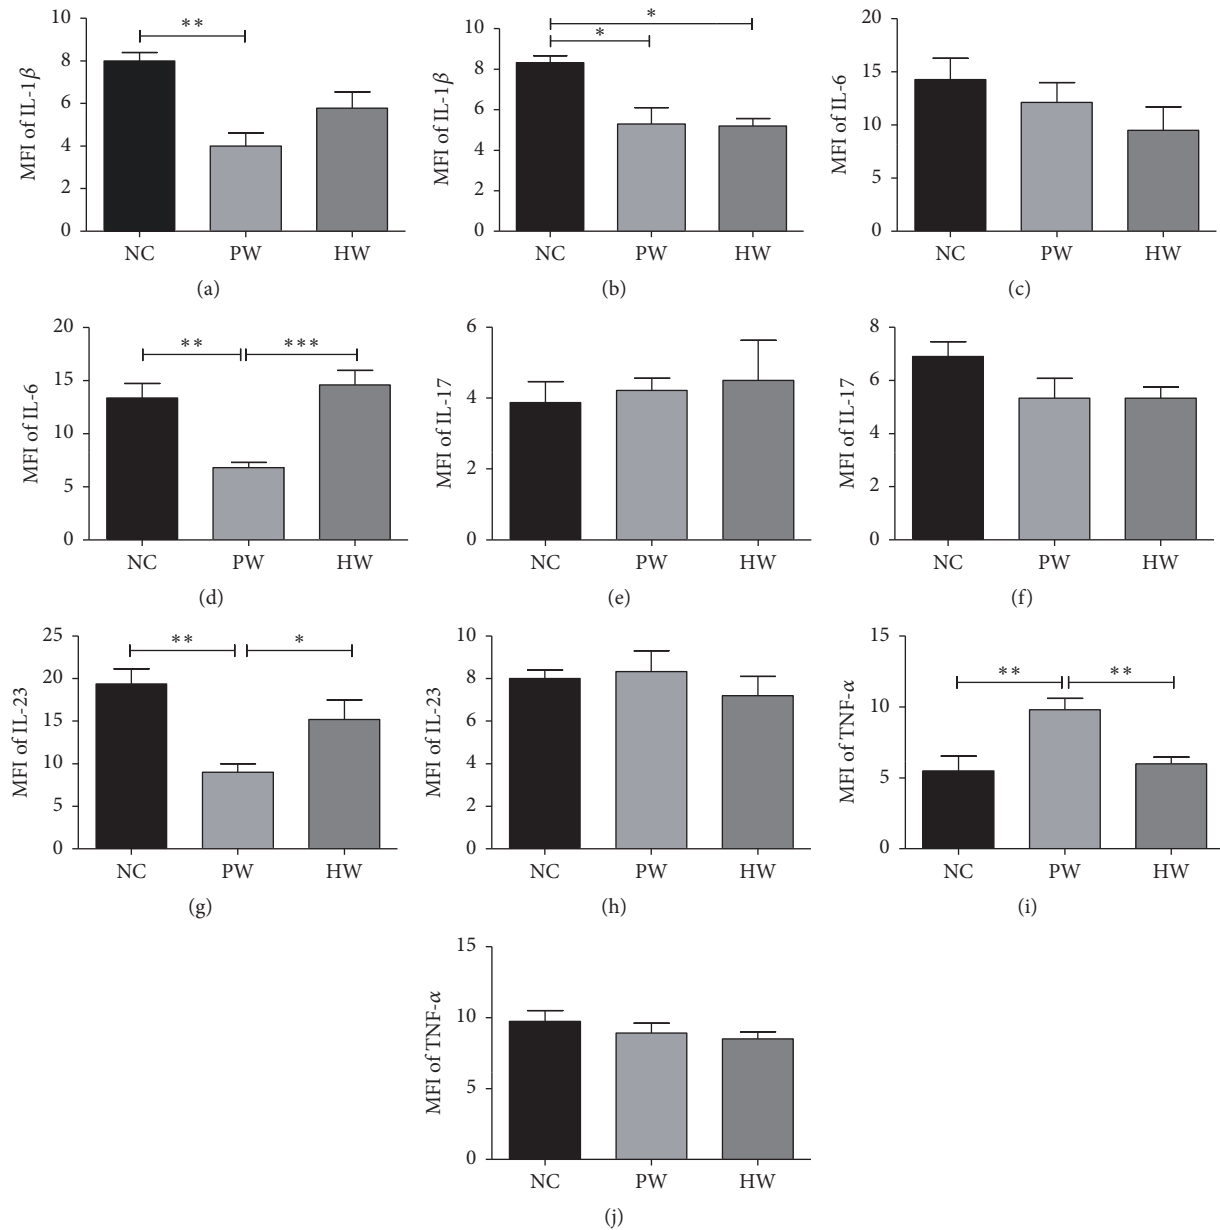 MFI of IL-1β
10
8
6
4
2
0
**
NC PW HW
(a)
MFI of IL-1β
10
8
6
4
2
0
*
*
NC PW HW
(b)
MFI of IL-6
20
15
10
5
0
NC PW HW
(c)
MFI of IL-6
20
15
10
5
0
** ***
NC PW HW
(d)
MFI of IL-17
6
4
2
0
NC PW HW
(e)
MFI of IL-17
8
6
4
2
0
NC PW HW
(f)
MFI of IL-23
25
20
15
10
5
0
** *
NC PW HW
(g)
MFI of IL-23
10
8
6
4
2
0
NC PW HW
(h)
MFI of TNF-α
15
10
5
0
** **
NC PW HW
(i)
MFI of TNF-α
15
10
5
0
NC PW HW
(j)